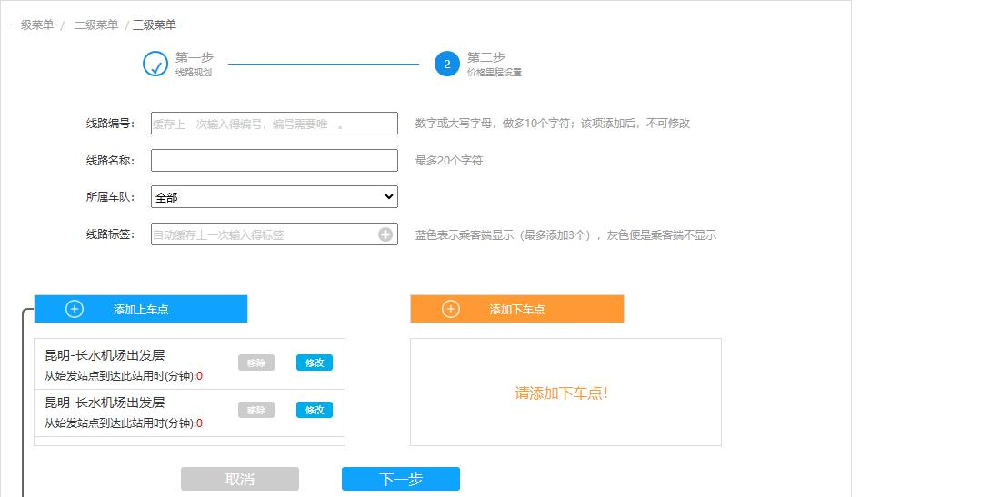 一级菜单 / 二级菜单 / 三级菜单
第一步
线路规划
2
第二步
价格里程设置
线路编号： 缓存上一次输入得编号，编号需要唯一。 数字或大写字母，做多10个字符；该项添加后，不可修改
线路名称： 最多20个字符
所属车队： 全部
线路标签： 自动缓存上一次输入得标签 蓝色表示乘客端显示（最多添加3个），灰色便是乘客端不显示
添加上车点
添加下车点
昆明-长水机场出发层 移除 修改
从始发站点到达此站用时(分钟):0
昆明-长水机场出发层 移除 修改
从始发站点到达此站用时(分钟):0
请添加下车点！
取消 下一步